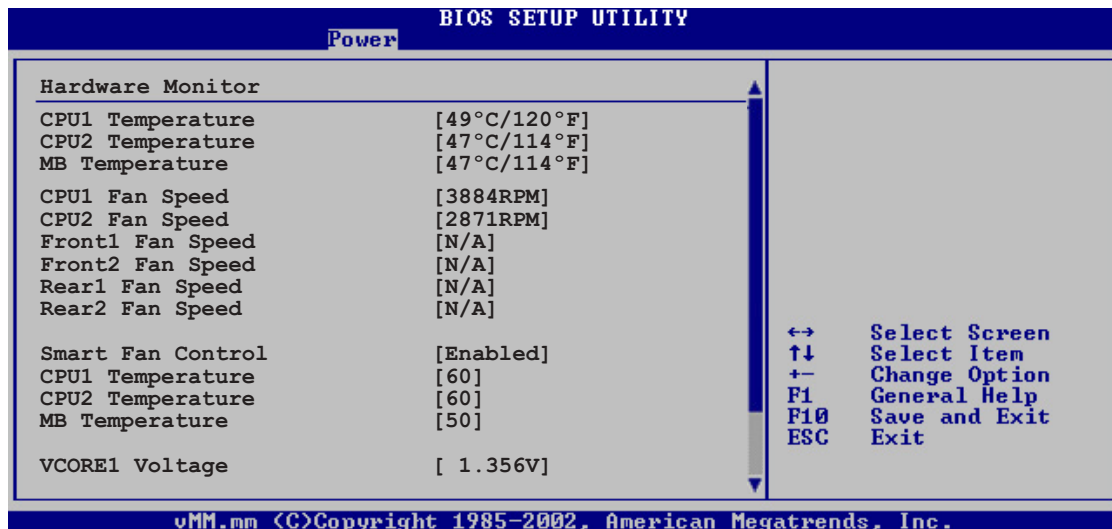 BIOS SETUP UTILITY
Power
Hardware Monitor
CPU1 Temperature [49°C/120°F]
CPU2 Temperature [47°C/114°F]
MB Temperature [47°C/114°F]
CPU1 Fan Speed [3884RPM]
CPU2 Fan Speed [2871RPM]
Front1 Fan Speed [N/A]
Front2 Fan Speed [N/A]
Rear1 Fan Speed [N/A]
Rear2 Fan Speed [N/A]
Smart Fan Control [Enabled]
CPU1 Temperature [60]
CPU2 Temperature [60]
MB Temperature [50]
VCORE1 Voltage [ 1.356V]
←→ Select Screen
↑↓ Select Item
+- Change Option
F1 General Help
F10 Save and Exit
ESC Exit
vMM.mm (C)Copyright 1985-2002, American Megatrends, Inc.